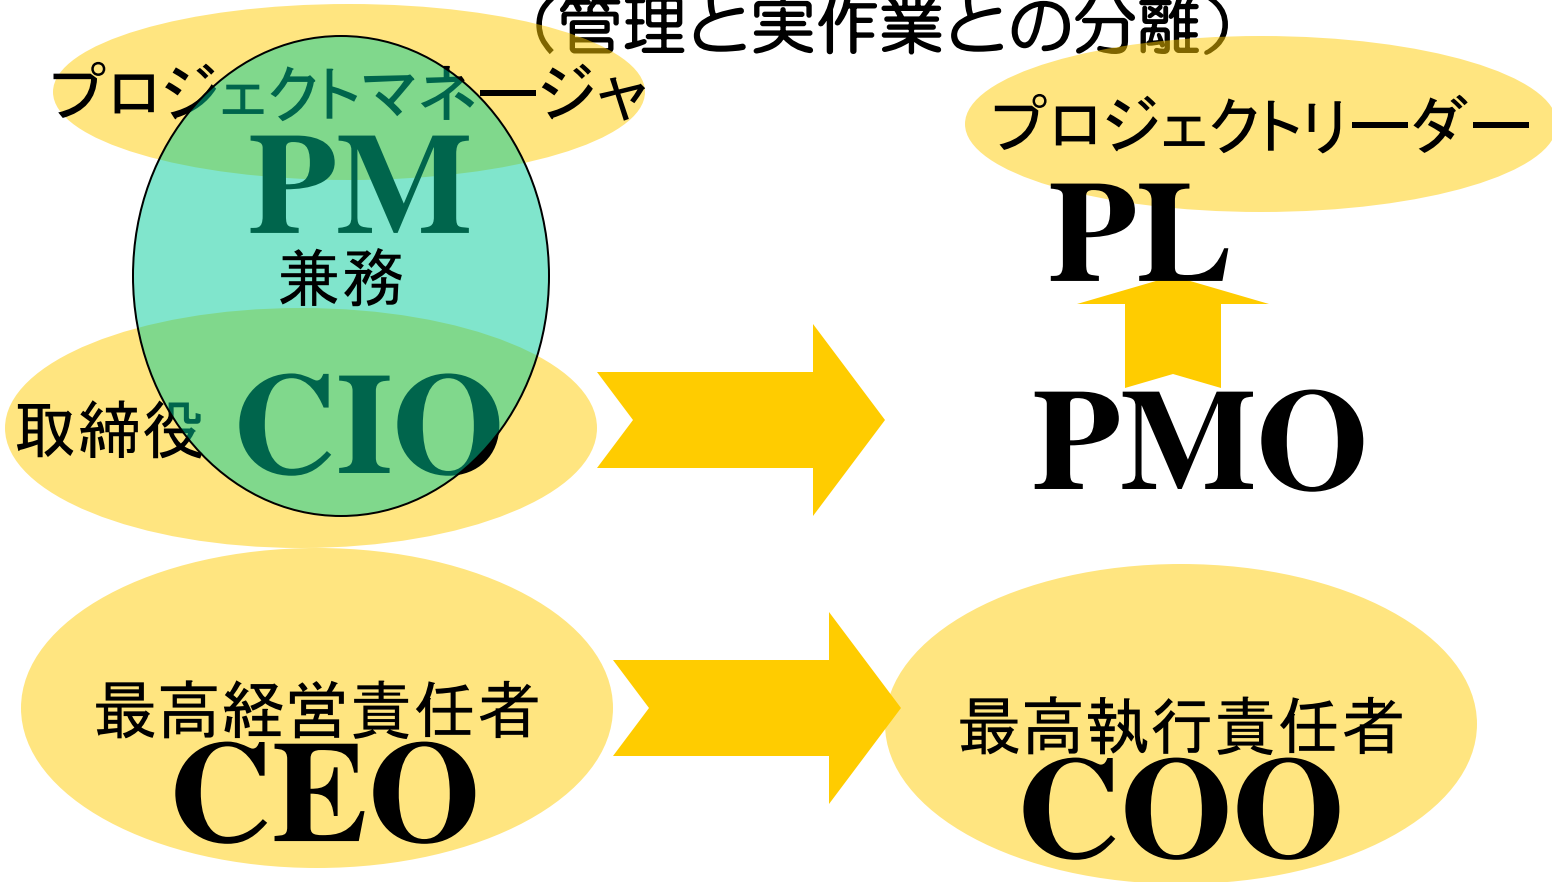 （管理と実作業との分離）
プロジェクトマネージャ
PM
兼務
取締役 CIO
プロジェクトリーダー
PL
PMO
最高経営責任者
CEO
最高執行責任者
COO